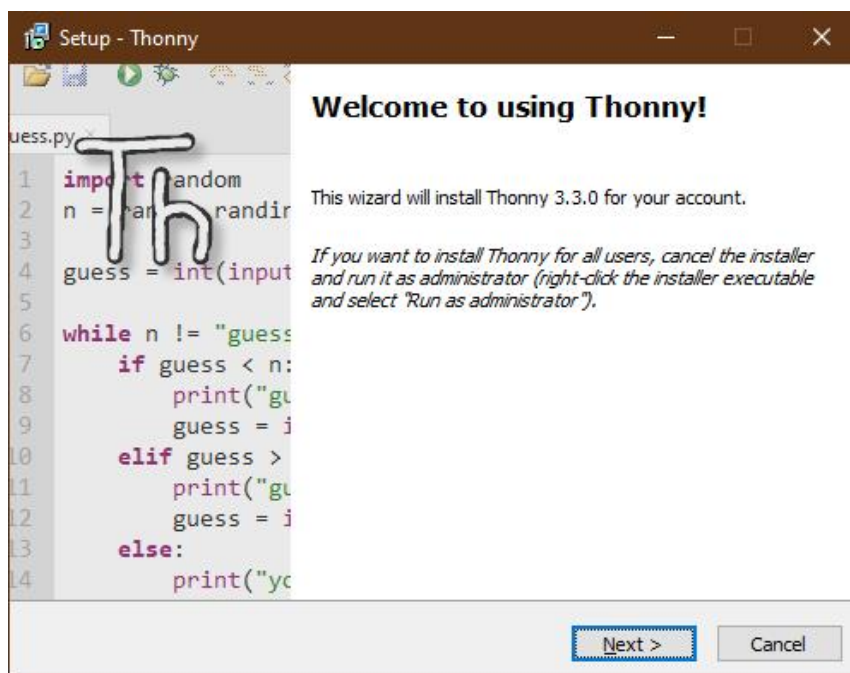 Setup - Thonny
uess.py ×
Th
1 import random
2 n = ran randin
3
4 guess = int(input
5
6 while n != "guess
7 if guess < n:
8 print("gu
9 guess = i
10 elif guess >
11 print("gu
12 guess = i
13 else:
14 print("yo
Welcome to using Thonny!
This wizard will install Thonny 3.3.0 for your account.
If you want to install Thonny for all users, cancel the installer
and run it as administrator (right-click the installer executable
and select "Run as administrator").
Next >
Cancel